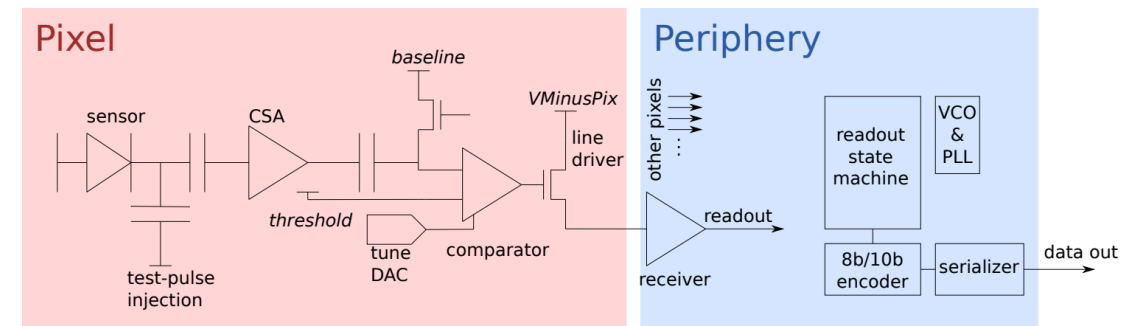 Pixel
Periphery
baseline
sensor
CSA
VMinusPix
line
driver
threshold
tune
DAC
comparator
test-pulse
injection
other pixels
...
readout
receiver
readout
state
machine
VCO
&
PLL
8b/10b
encoder
serializer
data out